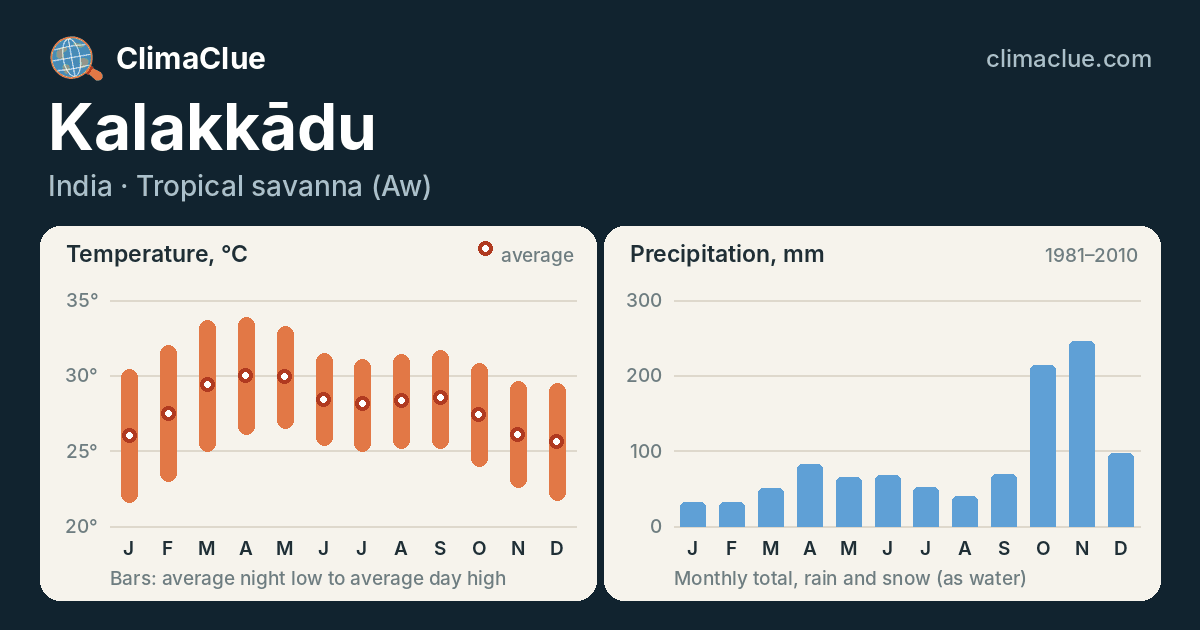 ClimaClue
climaclue.com
Kalakkādu
India · Tropical savanna (Aw)
Temperature, °C
average
35°
30°
25°
20°
J F M A M J J A S O N D
Bars: average night low to average day high
Precipitation, mm
1981–2010
300
200
100
0
J F M A M J J A S O N D
Monthly total, rain and snow (as water)